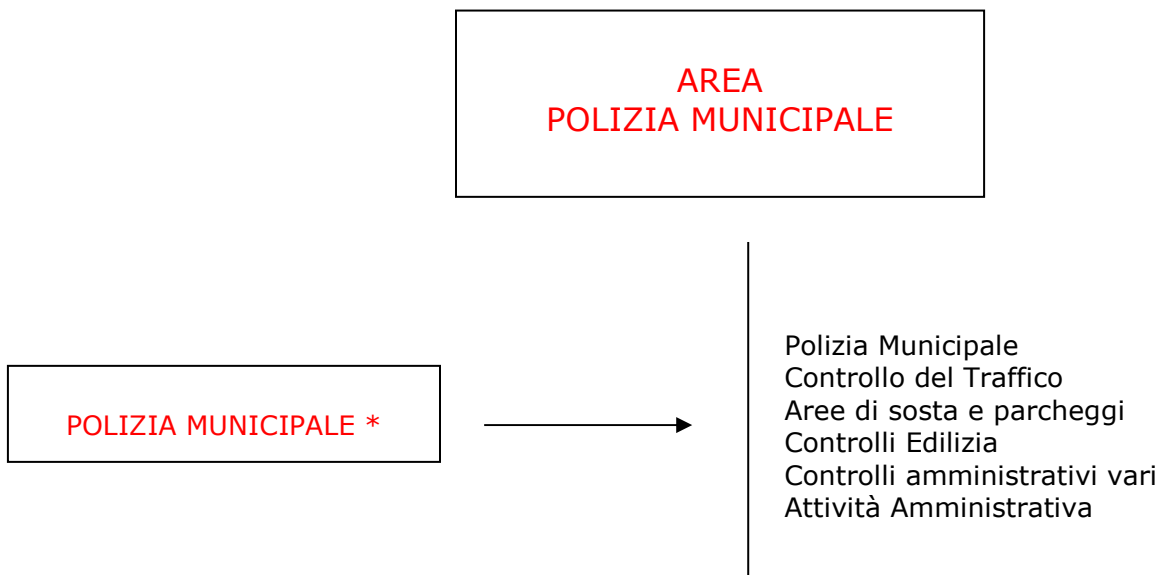 AREA
POLIZIA MUNICIPALE
POLIZIA MUNICIPALE *
Polizia Municipale
Controllo del Traffico
Aree di sosta e parcheggi
Controlli Edilizia
Controlli amministrativi vari
Attività Amministrativa